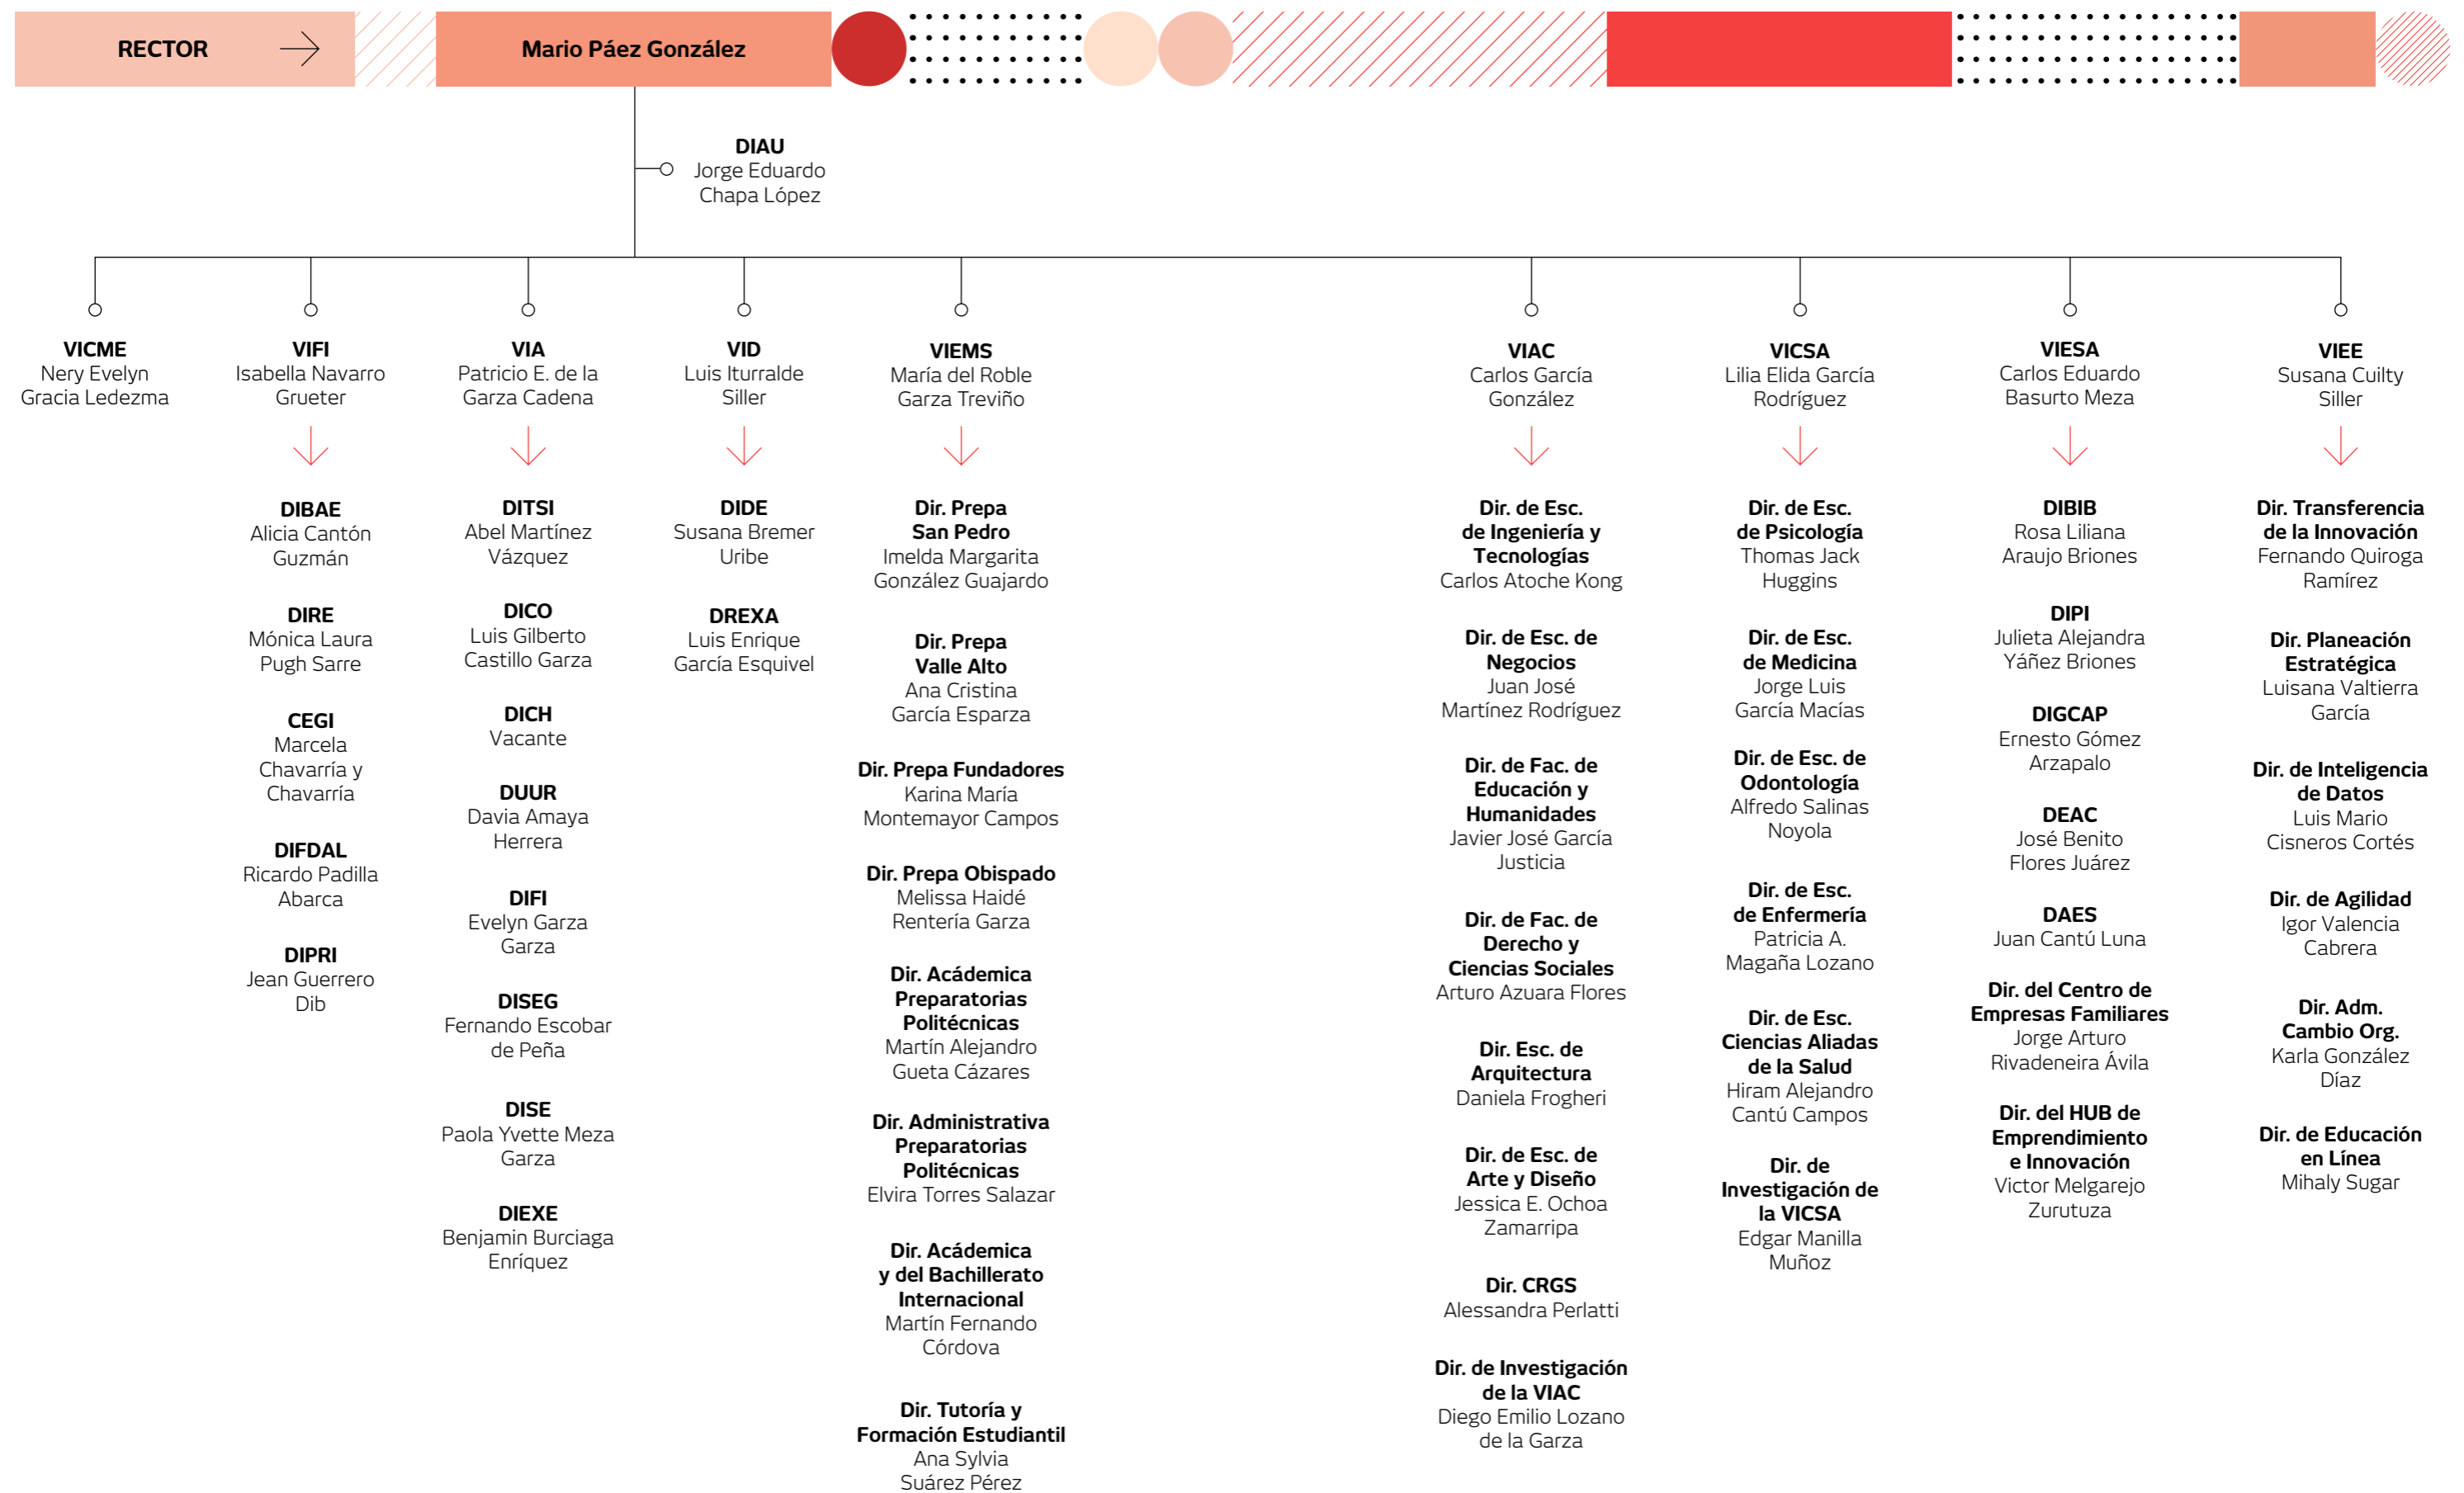 RECTOR
Mario Páez González
DIAU
Jorge Eduardo
Chapa López
VICME
Nery Evelyn
Gracia Ledezma
VIFI
Isabella Navarro
Grueter
DIBAE
Alicia Cantón
Guzmán
DIRE
Mónica Laura
Pugh Sarre
CEGI
Marcela
Chavarría y
Chavarría
DIFDAL
Ricardo Padilla
Abarca
DIPRI
Jean Guerrero
Dib
VIA
Patricio E. de la
Garza Cadena
DITSI
Abel Martínez
Vázquez
DICO
Luis Gilberto
Castillo Garza
DICH
Vacante
DUUR
Davia Amaya
Herrera
DIFI
Evelyn Garza
Garza
DISEG
Fernando Escobar
de Peña
DISE
Paola Yvette Meza
Garza
DIEXE
Benjamin Burciaga
Enríquez
VID
Luis Iturralde
Siller
DIDE
Susana Bremer
Uribe
DREXA
Luis Enrique
García Esquivel
VIEMS
María del Roble
Garza Treviño
Dir. Prepa
San Pedro
Imelda Margarita
González Guajardo
Dir. Prepa
Valle Alto
Ana Cristina
García Esparza
Dir. Prepa Fundadores
Karina María
Montemayor Campos
Dir. Prepa Obispado
Melissa Haidé
Rentería Garza
Dir. Académica
Preparatorias
Politécnicas
Martín Alejandro
Gueta Cázares
Dir. Administrativa
Preparatorias
Politécnicas
Elvira Torres Salazar
Dir. Académica
y del Bachillerato
Internacional
Martín Fernando
Córdova
Dir. Tutoría y
Formación Estudiantil
Ana Sylvia
Suárez Pérez
VIAC
Carlos García
González
Dir. de Esc.
de Ingeniería y
Tecnologías
Carlos Atoche Kong
Dir. de Esc. de
Negocios
Juan José
Martínez Rodríguez
Dir. de Fac. de
Educación y
Humanidades
Javier José García
Justicia
Dir. de Fac. de
Derecho y
Ciencias Sociales
Arturo Azuara Flores
Dir. Esc. de
Arquitectura
Daniela Frogheri
Dir. de Esc. de
Arte y Diseño
Jessica E. Ochoa
Zamarripa
Dir. CRGS
Alessandra Perlatti
Dir. de Investigación
de la VIAC
Diego Emilio Lozano
de la Garza
VICSA
Lilia Elida García
Rodríguez
Dir. de Esc.
de Psicología
Thomas Jack
Huggins
Dir. de Esc.
de Medicina
Jorge Luis
García Macías
Dir. de Esc. de
Odontología
Alfredo Salinas
Noyola
Dir. de Esc.
de Enfermería
Patricia A.
Magaña Lozano
Dir. de Esc.
Ciencias Aliadas
de la Salud
Hiram Alejandro
Cantú Campos
Dir. de
Investigación de
la VICSA
Edgar Manilla
Muñoz
VIESA
Carlos Eduardo
Basurto Meza
DIBIB
Rosa Liliana
Araujo Briones
DIPI
Julieta Alejandra
Yáñez Briones
DIGCAP
Ernesto Gómez
Arzapalo
DEAC
José Benito
Flores Juárez
DAES
Juan Cantú Luna
Dir. del Centro de
Empresas Familiares
Jorge Arturo
Rivadeneira Ávila
Dir. del HUB de
Emprendimiento
e Innovación
Victor Melgarejo
Zurutuza
VIEE
Susana Cuilty
Siller
Dir. Transferencia
de la Innovación
Fernando Quiroga
Ramírez
Dir. Planeación
Estratégica
Luisana Valtierra
García
Dir. de Inteligencia
de Datos
Luis Mario
Cisneros Cortés
Dir. de Agilidad
Igor Valencia
Cabrera
Dir. Adm.
Cambio Org.
Karla González
Díaz
Dir. de Educación
en Línea
Mihaly Sugar